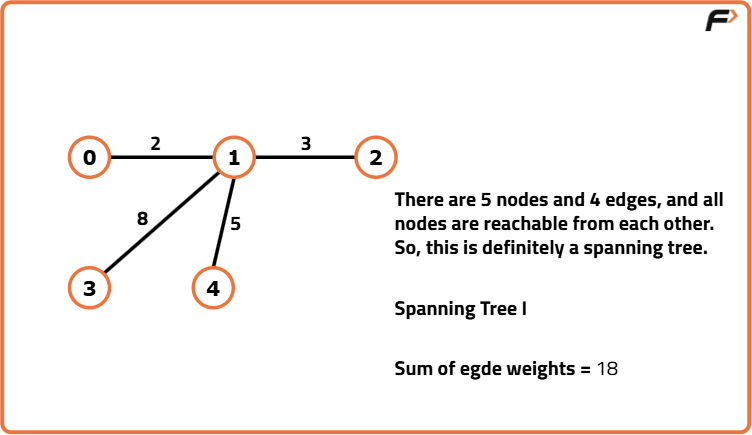 F
2
3
0
1
2
8
5
There are 5 nodes and 4 edges, and all
nodes are reachable from each other.
So, this is definitely a spanning tree.
3
4
Spanning Tree I
Sum of egde weights = 18